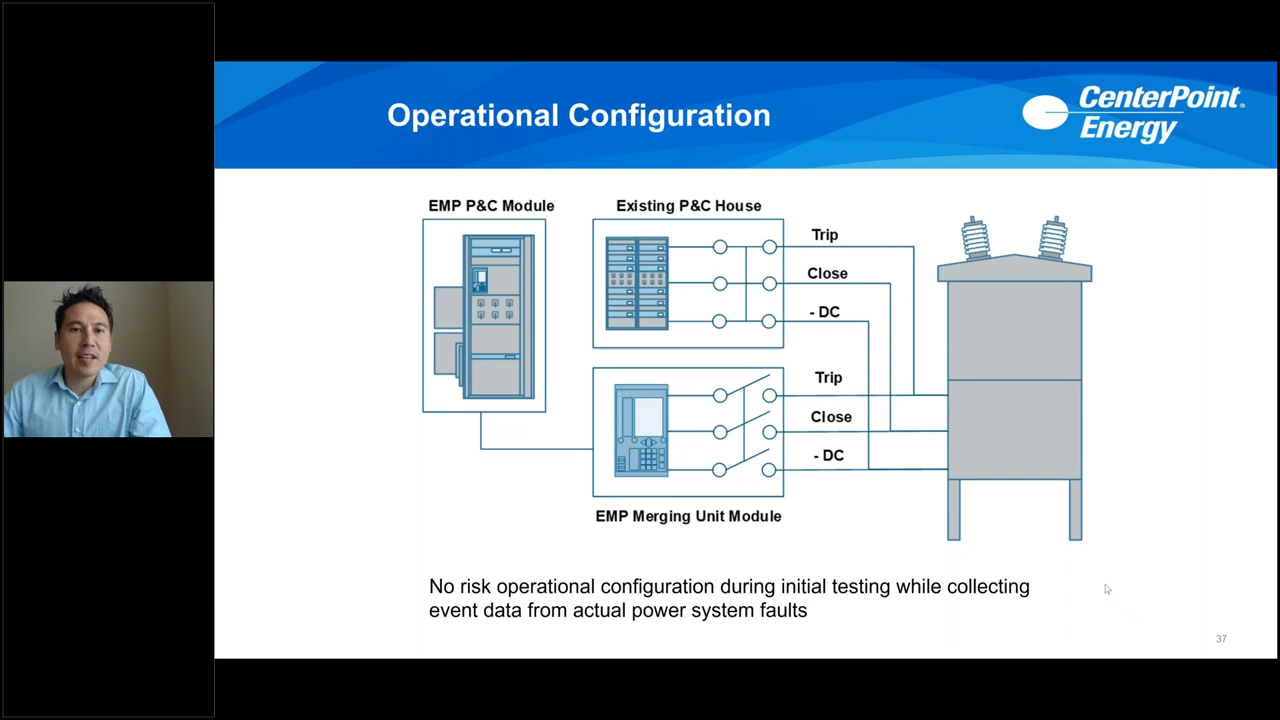 Operational Configuration
CenterPoint®
Energy
EMP P&C Module
Existing P&C House
Trip
Close
- DC
Trip
Close
- DC
EMP Merging Unit Module
No risk operational configuration during initial testing while collecting
event data from actual power system faults
37